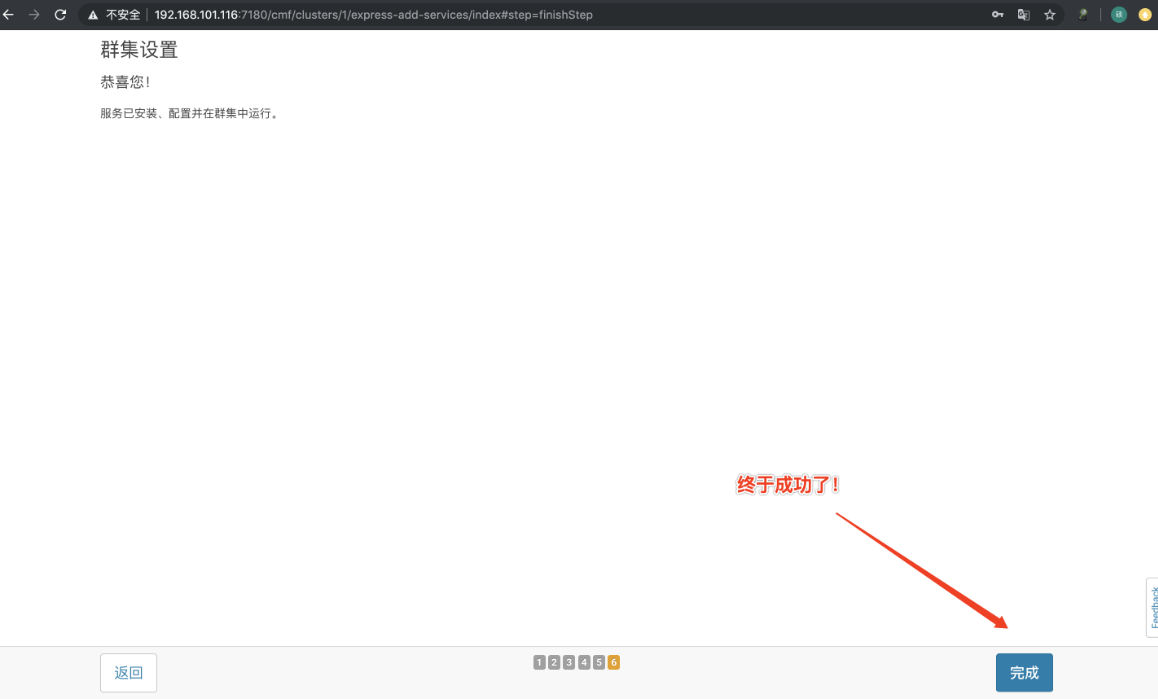 不安全 192.168.101.116:7180/cmf/clusters/1/express-add-services/index#step=finishStep
群集设置
恭喜您!
服务已安装、配置并在群集中运行。
终于成功了!
Feedback
返回 1 2 3 4 5 6 完成